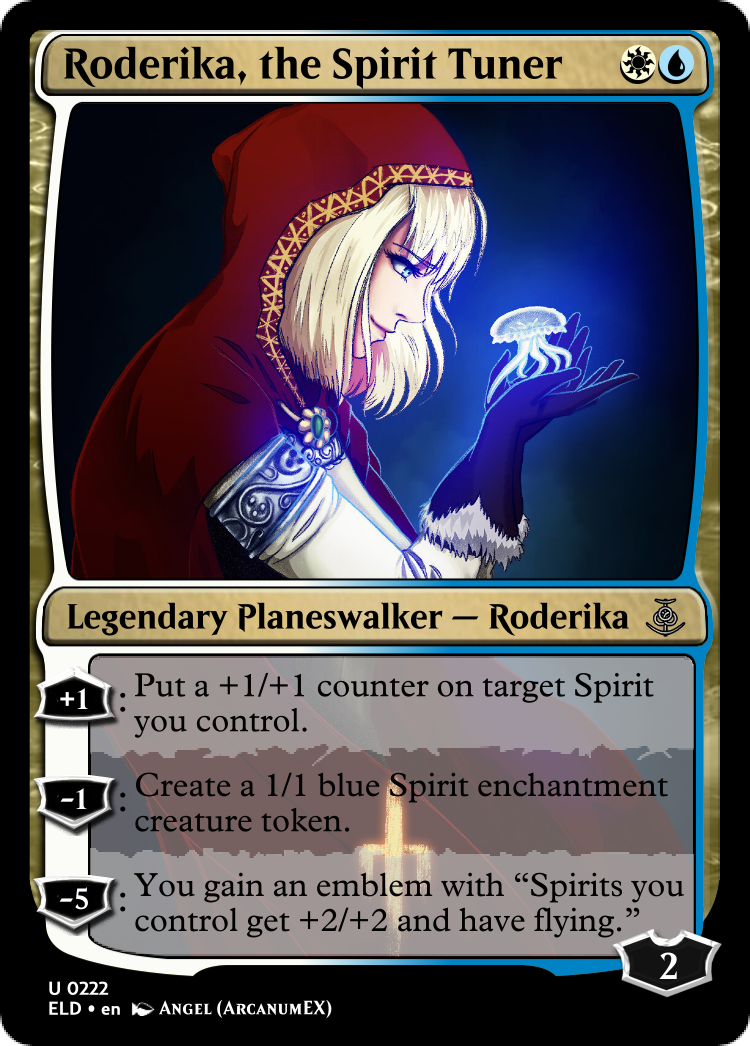 Roderika, the Spirit Tuner
Legendary Planeswalker — Roderika
+1: Put a +1/+1 counter on target Spirit
you control.
−1: Create a 1/1 blue Spirit enchantment
creature token.
−5: You gain an emblem with “Spirits you
control get +2/+2 and have flying.”
2
U 0222
ELD • en Angel (ArcanumEX)